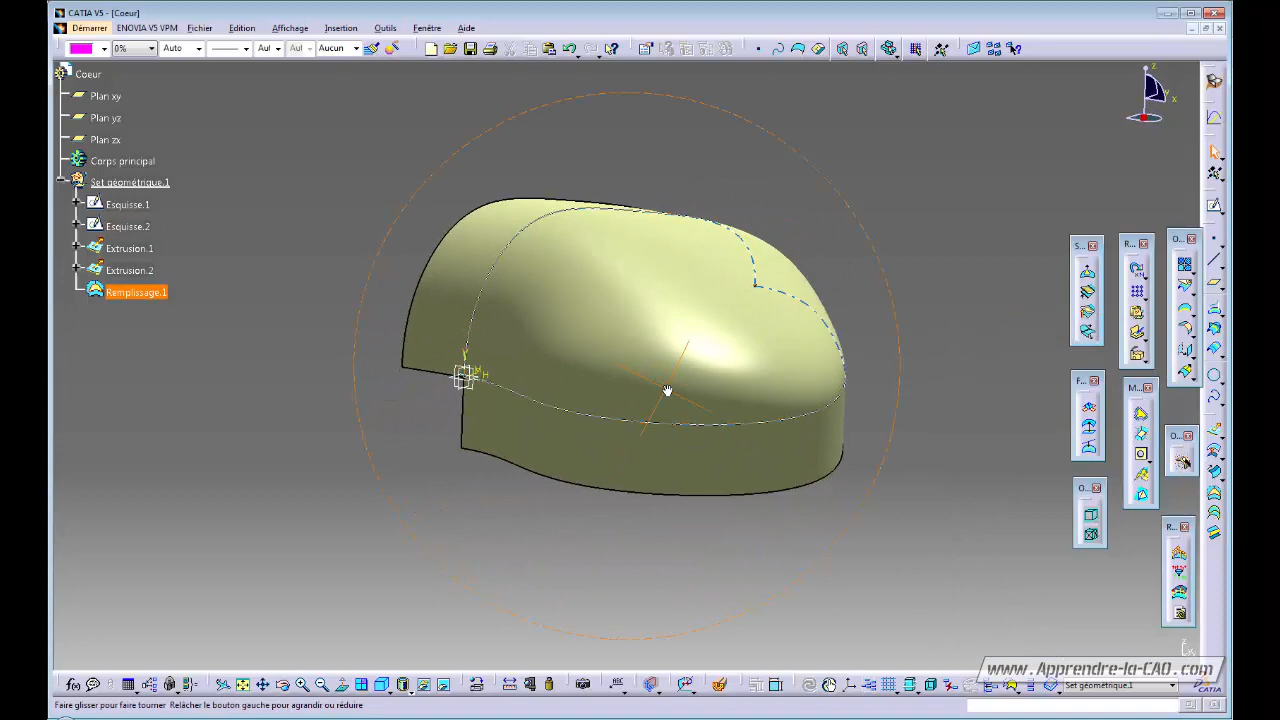 CATIA V5 - [Coeur]
Démarrer ENOVIA V5 VPM Fichier Edition Affichage Insertion Outils Fenêtre Aide
0% Auto Aut Aut Aucun
Coeur
Plan xy
Plan yz
Plan zx
Corps principal
Set géométrique.1
Esquisse.1
Esquisse.2
Extrusion.1
Extrusion.2
Remplissage.1
z
y
x
S...
R...
O...
F...
M...
O...
O...
R...
H
www.Apprendre-la-CAO.com
Set géométrique.1
CATIA
Faire glisser pour faire tourner Relâcher le bouton gauche pour agrandir ou réduire